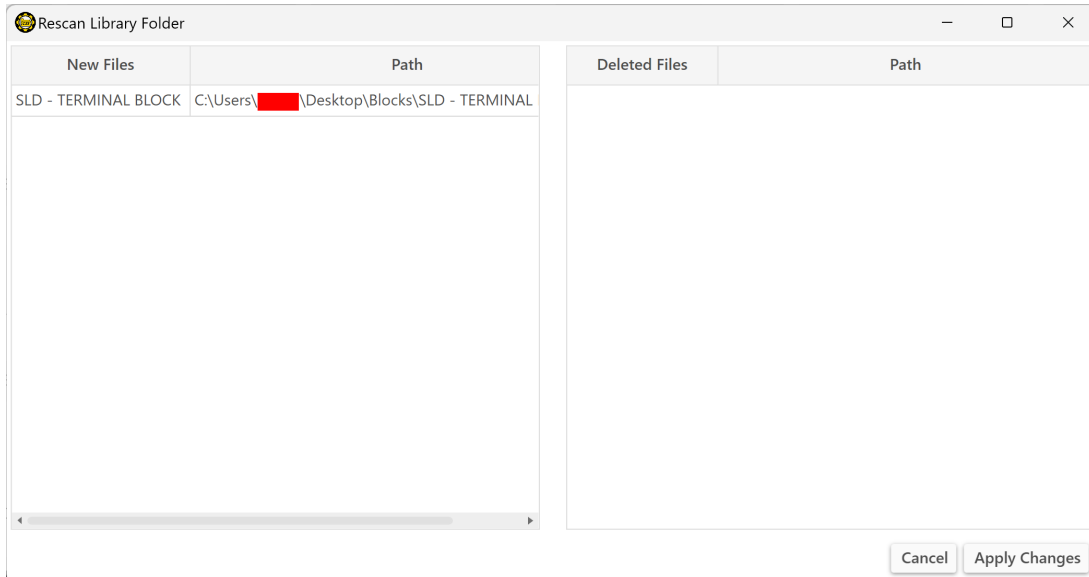 Rescan Library Folder
New Files Path Deleted Files Path
SLD - TERMINAL BLOCK C:\Users\ \Desktop\Blocks\SLD - TERMINAL
Cancel Apply Changes